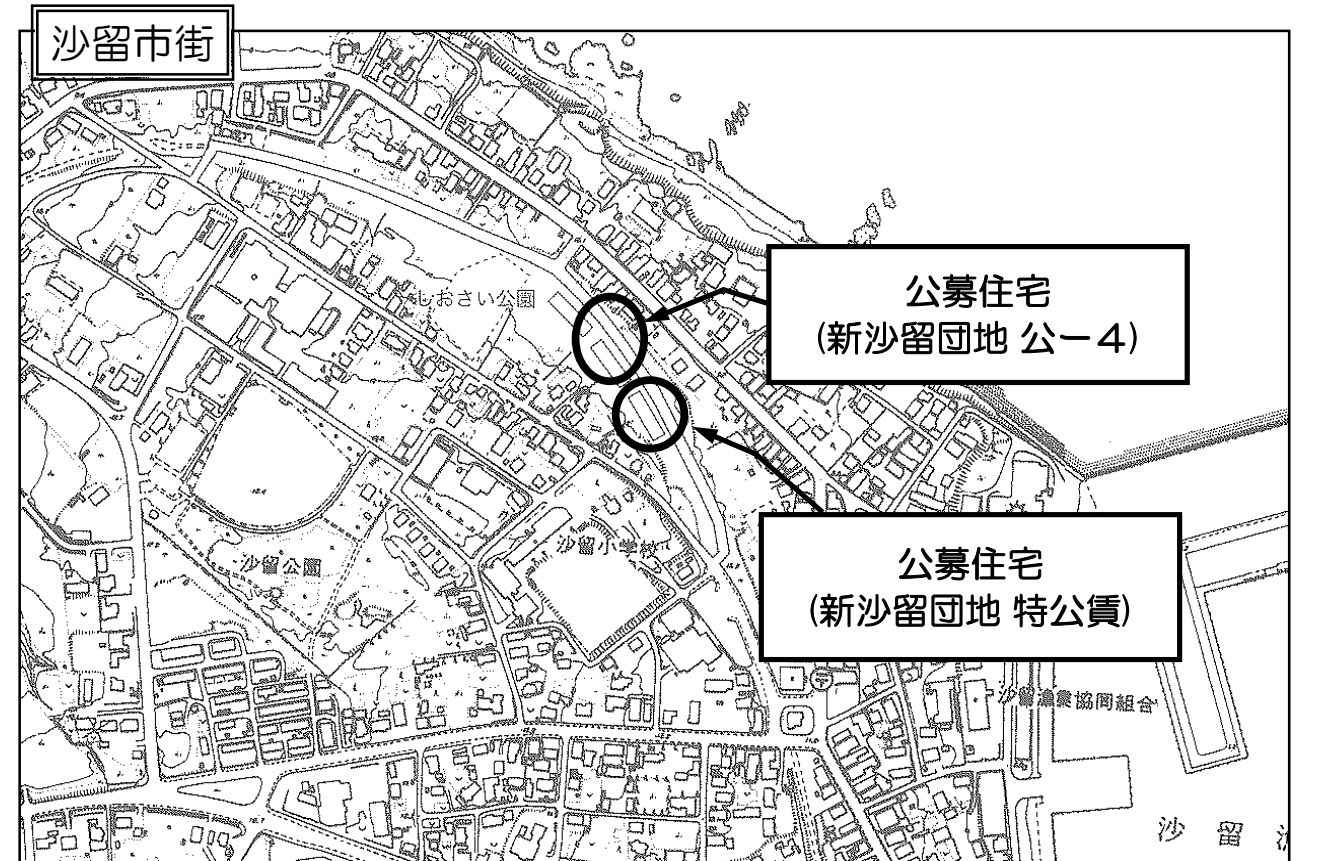 沙留市街
しおさい公園
公募住宅
(新沙留団地 公ー4)
沙留公園
沙留小学校
公募住宅
(新沙留団地 特公賃)
沙留漁業協同組合
沙 留